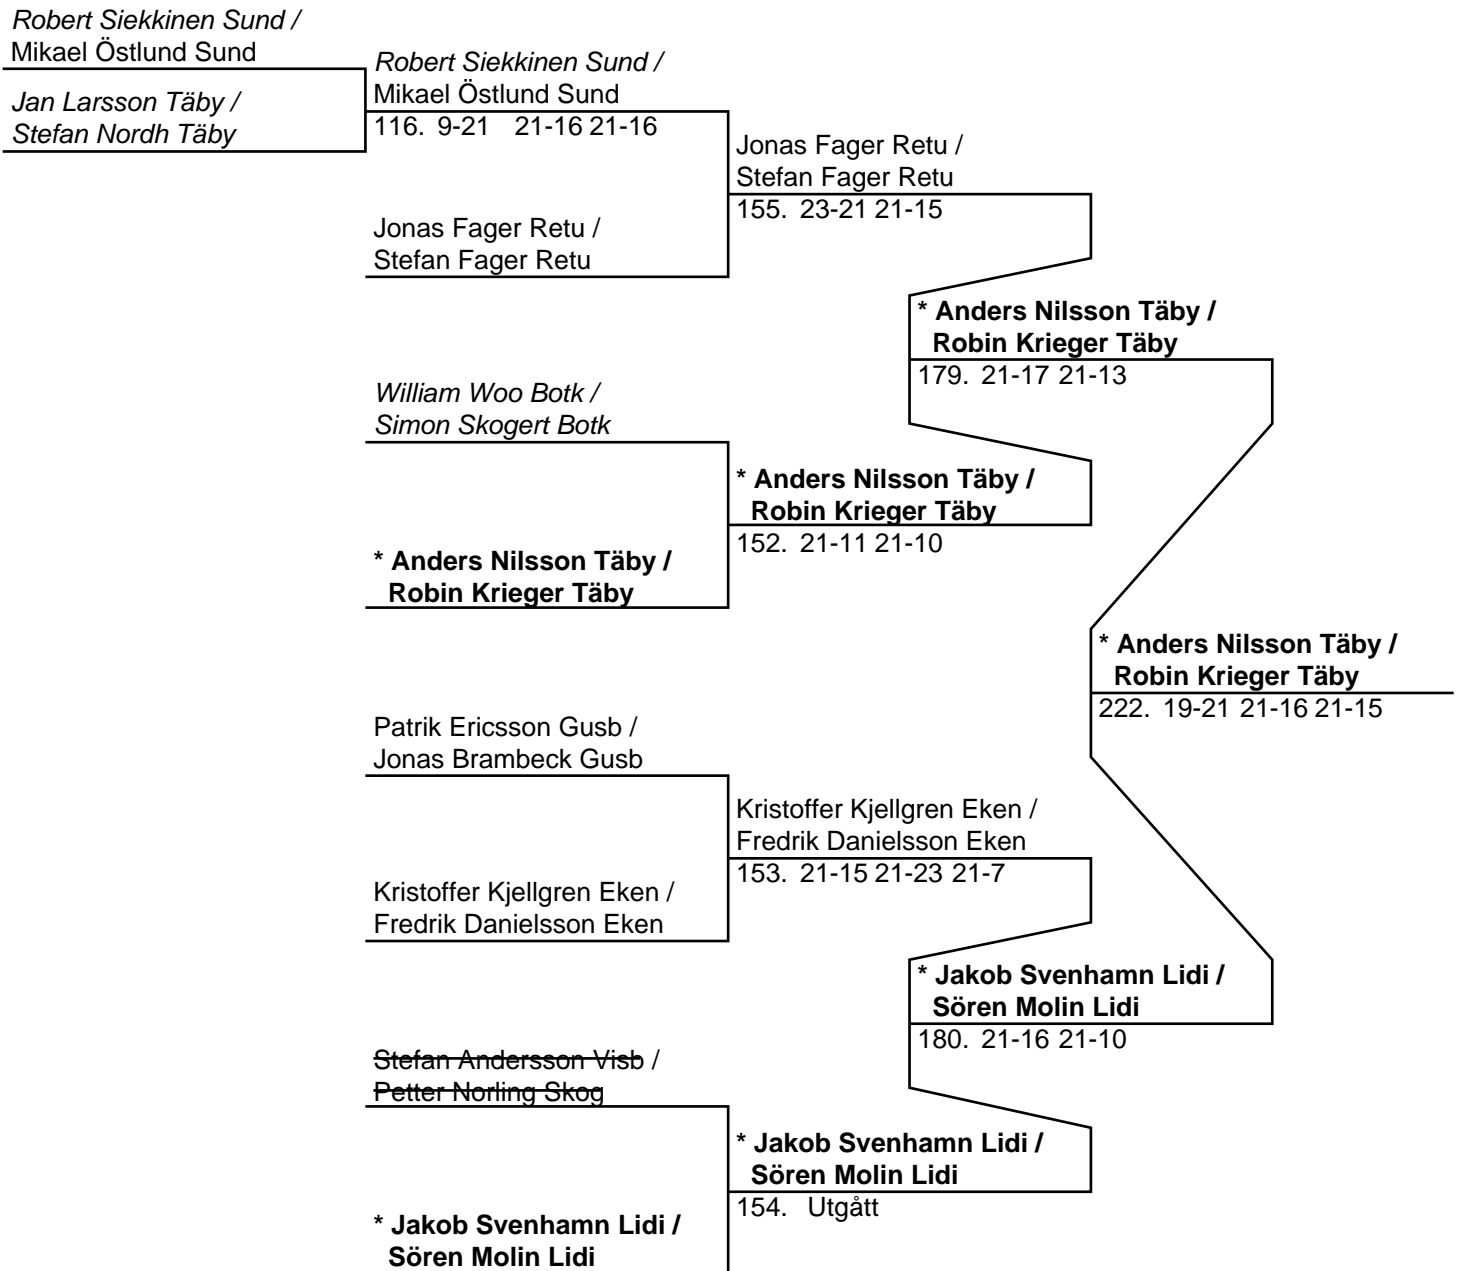 Robert Siekkinen Sund /
Mikael Östlund Sund
Jan Larsson Täby /
Stefan Nordh Täby
Robert Siekkinen Sund /
Mikael Östlund Sund
116. 9-21 21-16 21-16
Jonas Fager Retu /
Stefan Fager Retu
Jonas Fager Retu /
Stefan Fager Retu
155. 23-21 21-15
William Woo Botk /
Simon Skogert Botk
* Anders Nilsson Täby /
Robin Krieger Täby
* Anders Nilsson Täby /
Robin Krieger Täby
152. 21-11 21-10
* Anders Nilsson Täby /
Robin Krieger Täby
179. 21-17 21-13
Patrik Ericsson Gusb /
Jonas Brambeck Gusb
Kristoffer Kjellgren Eken /
Fredrik Danielsson Eken
Kristoffer Kjellgren Eken /
Fredrik Danielsson Eken
153. 21-15 21-23 21-7
Stefan Andersson Visb /
Petter Norling Skog
* Jakob Svenhamn Lidi /
Sören Molin Lidi
* Jakob Svenhamn Lidi /
Sören Molin Lidi
154. Utgått
* Jakob Svenhamn Lidi /
Sören Molin Lidi
180. 21-16 21-10
* Anders Nilsson Täby /
Robin Krieger Täby
222. 19-21 21-16 21-15